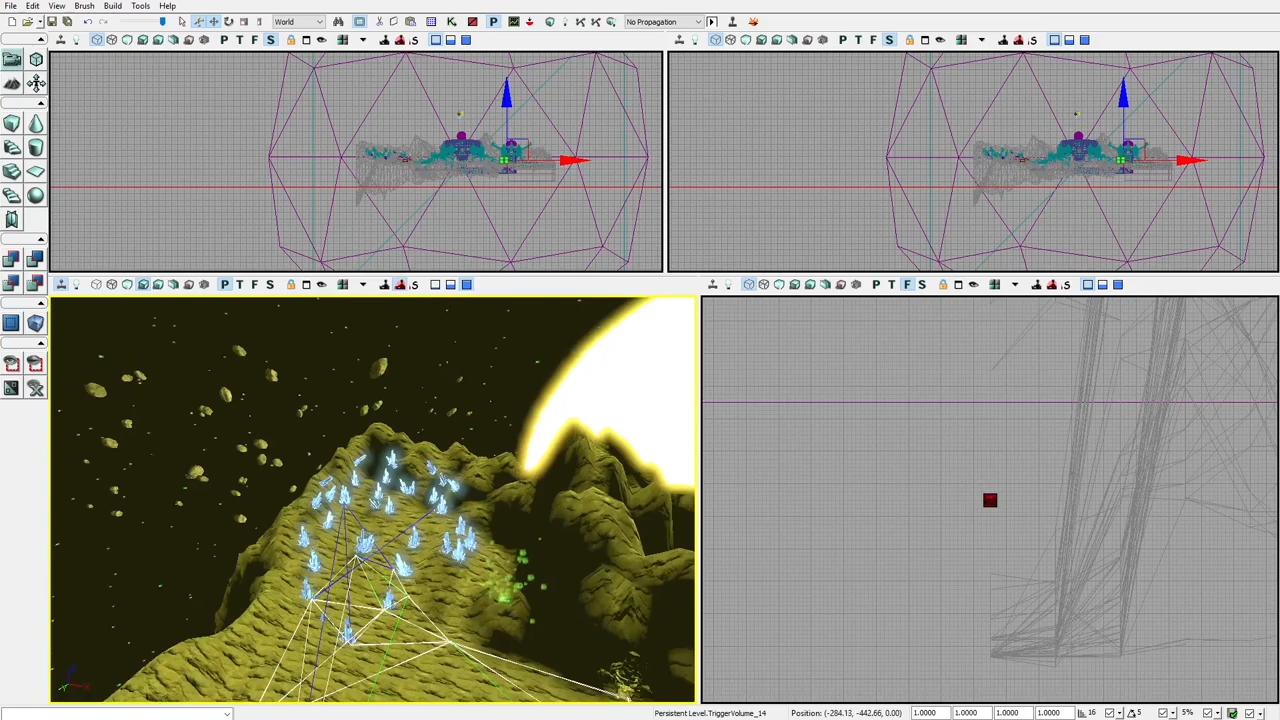 File Edit View Brush Build Tools Help
World
P
No Propagation
P T F S S
P T F S S
P T F S S
P T F S S
Persistent Level.TriggerVolume_14 Position: (-284.13, -442.66, 0.00) 1.0000 1.0000 1.0000 1.0000 16 5 5%